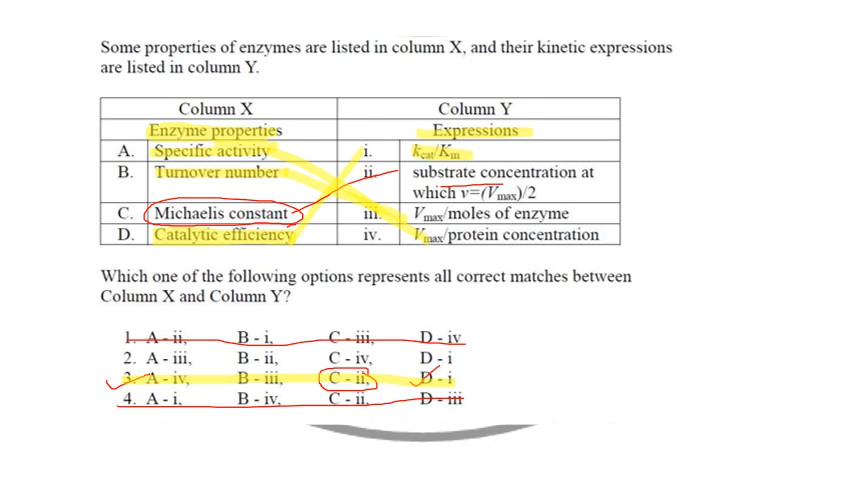 Some properties of enzymes are listed in column X, and their kinetic expressions
are listed in column Y.
Column X Column Y
Enzyme properties Expressions
A. Specific activity i. kcat/Km
B. Turnover number ii. substrate concentration at
which v=(Vmax)/2
C. Michaelis constant iii. Vmax/moles of enzyme
D. Catalytic efficiency iv. Vmax/protein concentration
Which one of the following options represents all correct matches between
Column X and Column Y?
1. A - ii, B - i, C - iii, D - iv
2. A - iii, B - ii, C - iv, D - i
3. A - iv, B - iii, C - ii, D - i
4. A - i, B - iv, C - ii, D - iii